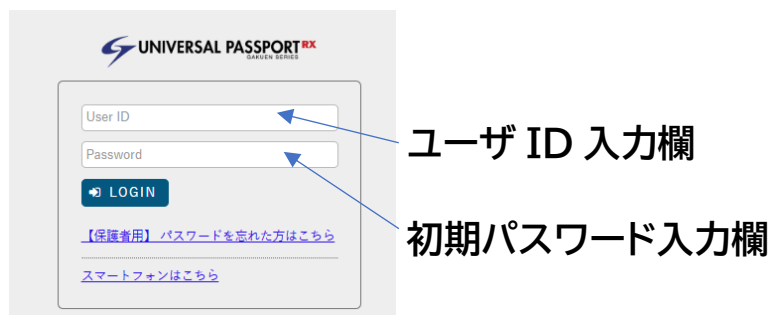 UNIVERSAL PASSPORT RX
GAKUEN SERIES
User ID
ユーザ ID 入力欄
Password
LOGIN
初期パスワード入力欄
【保護者用】 パスワードを忘れた方はこちら
スマートフォンはこちら